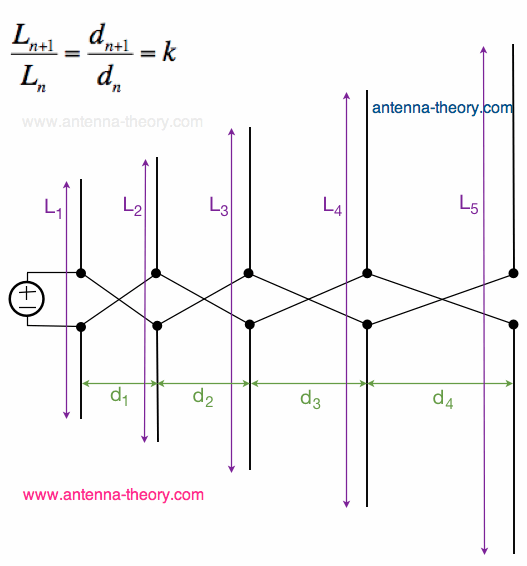 L_{n+1}/L_n = d_{n+1}/d_n = k
www.antenna-theory.com
antenna-theory.com
L₁ L₂ L₃ L₄ L₅
+
−
d₁ d₂ d₃ d₄
www.antenna-theory.com